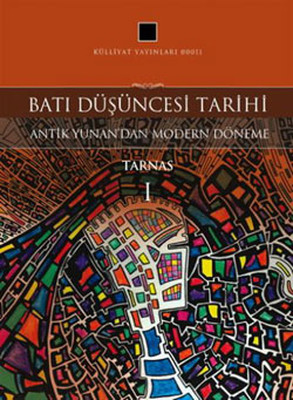 KÜLLİYAT YAYINLARI 00011
BATI DÜŞÜNCESİ TARİHİ
ANTİK YUNAN'DAN MODERN DÖNEME
TARNAS
I